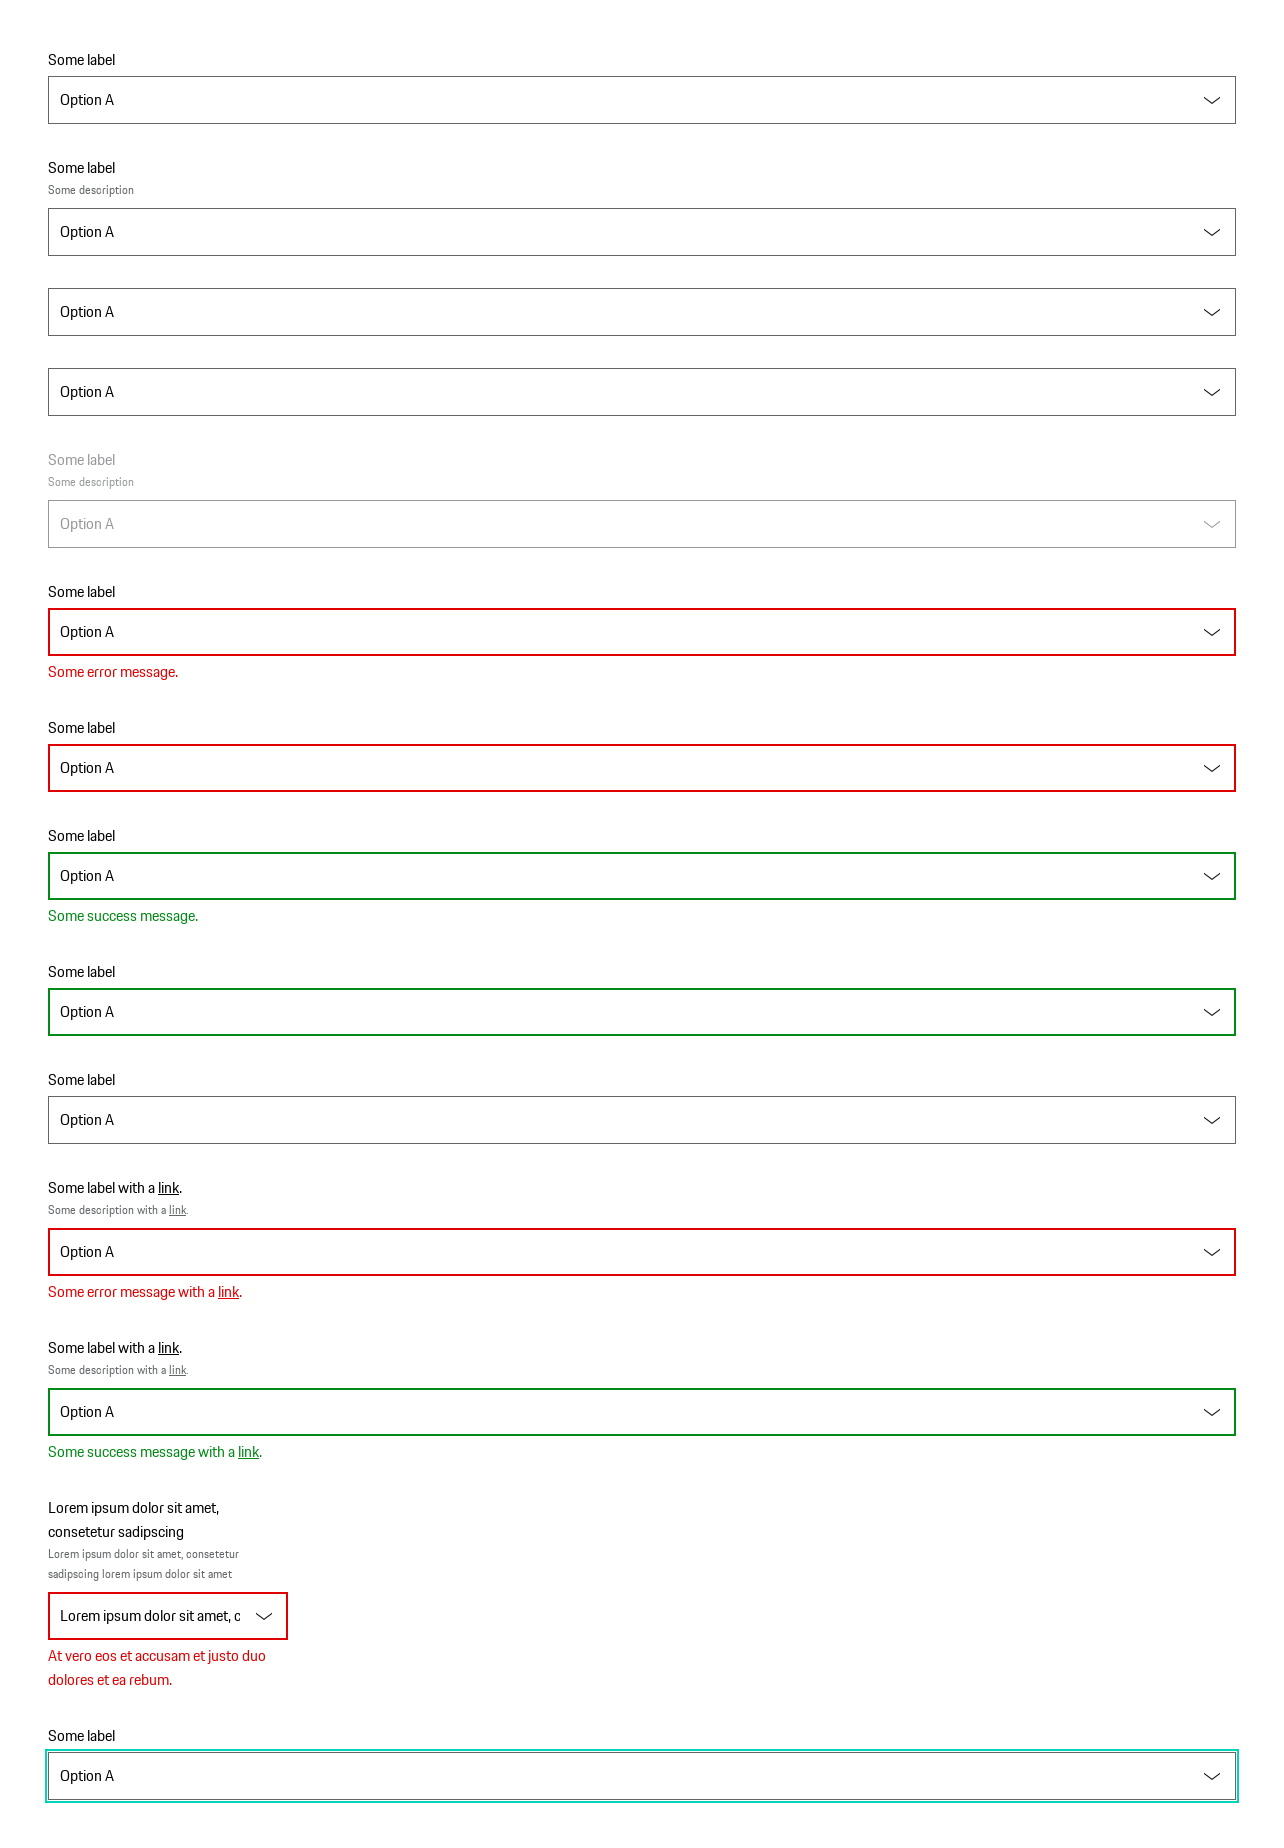 Some label
Option A
Some label
Some description
Option A
Option A
Option A
Some label
Some description
Option A
Some label
Option A
Some error message.
Some label
Option A
Some label
Option A
Some success message.
Some label
Option A
Some label
Option A
Some label with a link.
Some description with a link.
Option A
Some error message with a link.
Some label with a link.
Some description with a link.
Option A
Some success message with a link.
Lorem ipsum dolor sit amet,
consetetur sadipscing
Lorem ipsum dolor sit amet, consetetur
sadipscing lorem ipsum dolor sit amet
Lorem ipsum dolor sit amet, c
At vero eos et accusam et justo duo
dolores et ea rebum.
Some label
Option A